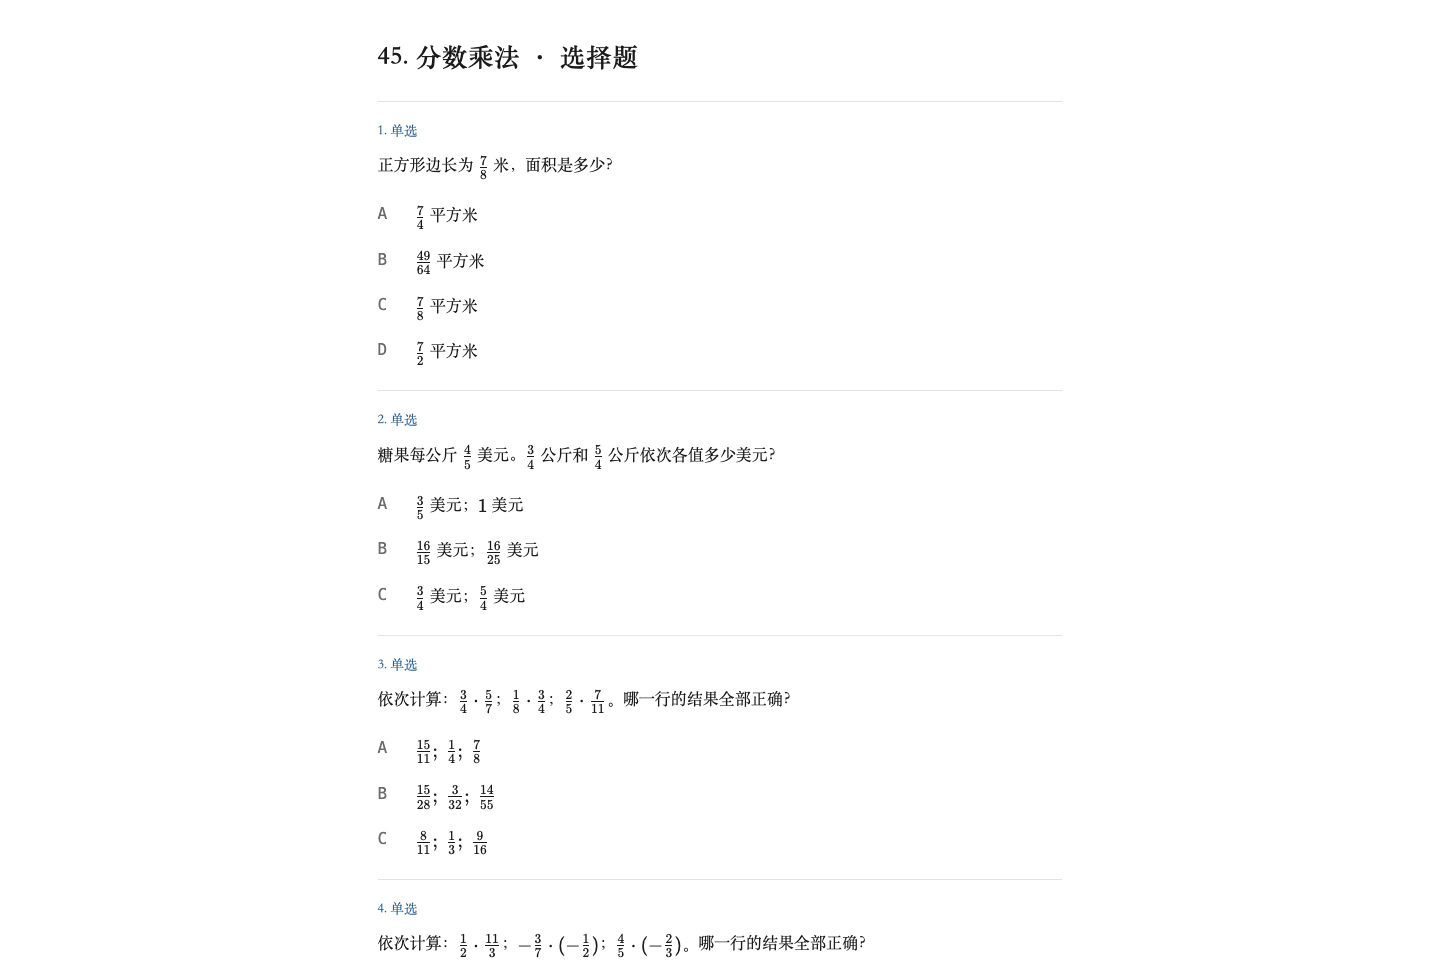 45. 分数乘法 · 选择题
1. 单选
正方形边长为 7/8 米，面积是多少？
A 7/4 平方米
B 49/64 平方米
C 7/8 平方米
D 7/2 平方米
2. 单选
糖果每公斤 4/5 美元。3/4 公斤和 5/4 公斤依次各值多少美元？
A 3/5 美元；1 美元
B 16/15 美元；16/25 美元
C 3/4 美元；5/4 美元
3. 单选
依次计算：3/4 · 5/7；1/8 · 3/4；2/5 · 7/11。哪一行的结果全部正确？
A 15/11; 1/4; 7/8
B 15/28; 3/32; 14/55
C 8/11; 1/3; 9/16
4. 单选
依次计算：1/2 · 11/3；−3/7 · (−1/2)；4/5 · (−2/3)。哪一行的结果全部正确？